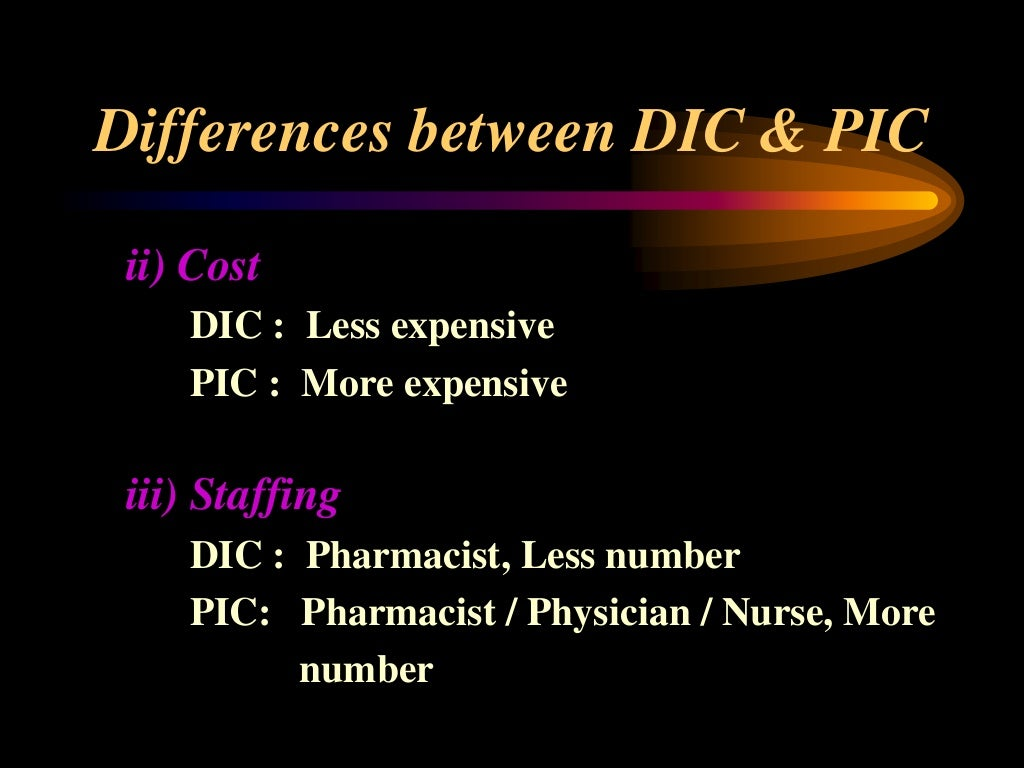 Differences between DIC & PIC
ii) Cost
DIC : Less expensive
PIC : More expensive
iii) Staffing
DIC : Pharmacist, Less number
PIC: Pharmacist / Physician / Nurse, More
number